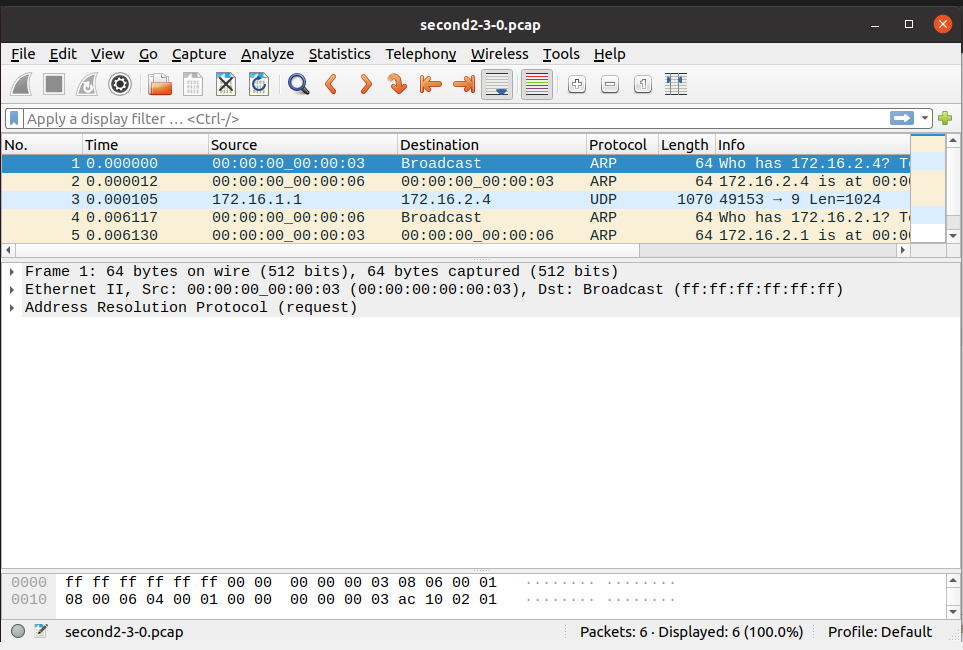 second2-3-0.pcap
File Edit View Go Capture Analyze Statistics Telephony Wireless Tools Help
Apply a display filter … <Ctrl-/>
No. Time Source Destination Protocol Length Info
1 0.000000 00:00:00_00:00:03 Broadcast ARP 64 Who has 172.16.2.4? T
2 0.000012 00:00:00_00:00:06 00:00:00_00:00:03 ARP 64 172.16.2.4 is at 00:00
3 0.000105 172.16.1.1 172.16.2.4 UDP 1070 49153 → 9 Len=1024
4 0.006117 00:00:00_00:00:06 Broadcast ARP 64 Who has 172.16.2.1? T
5 0.006130 00:00:00_00:00:03 00:00:00_00:00:06 ARP 64 172.16.2.1 is at 00:00
Frame 1: 64 bytes on wire (512 bits), 64 bytes captured (512 bits)
Ethernet II, Src: 00:00:00_00:00:03 (00:00:00:00:00:03), Dst: Broadcast (ff:ff:ff:ff:ff:ff)
Address Resolution Protocol (request)
0000 ff ff ff ff ff ff 00 00 00 00 00 03 08 06 00 01 ········ ········
0010 08 00 06 04 00 01 00 00 00 00 00 03 ac 10 02 01 ········ ········
second2-3-0.pcap
Packets: 6 · Displayed: 6 (100.0%)
Profile: Default